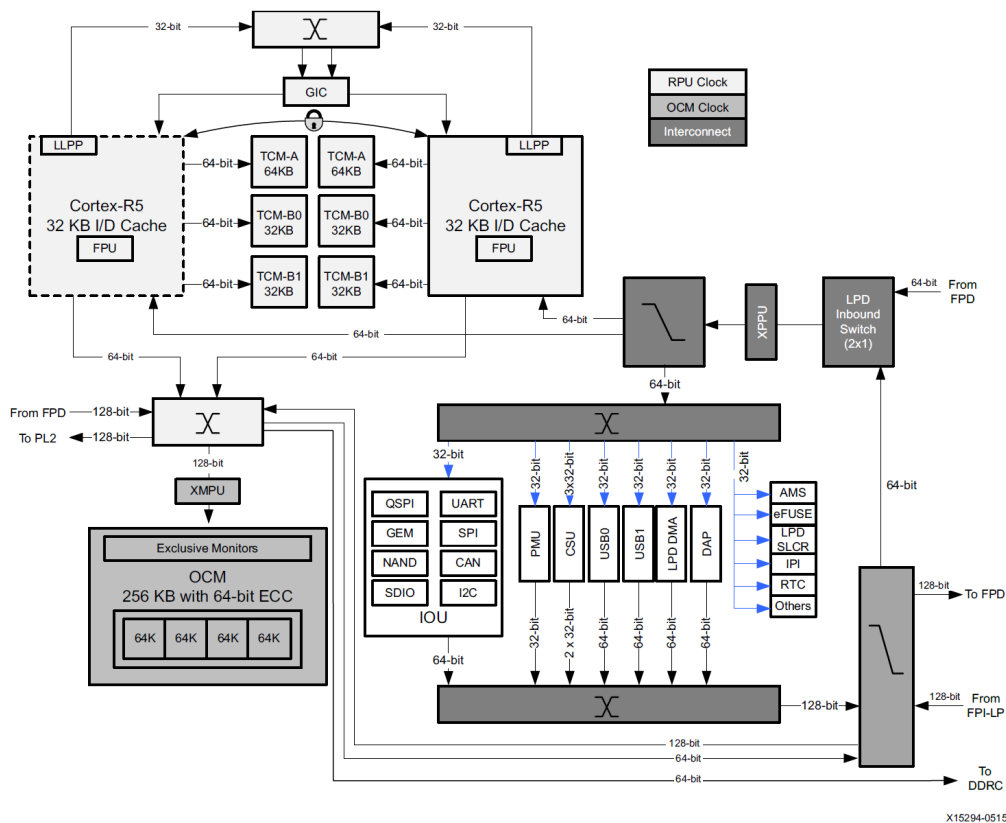 32-bit
32-bit
GIC
RPU Clock
OCM Clock
Interconnect
LLPP
Cortex-R5
32 KB I/D Cache
FPU
64-bit
64-bit
64-bit
TCM-A
64KB
TCM-A
64KB
TCM-B0
32KB
TCM-B0
32KB
TCM-B1
32KB
TCM-B1
32KB
64-bit
64-bit
64-bit
LLPP
Cortex-R5
32 KB I/D Cache
FPU
64-bit
XPPU
LPD
Inbound
Switch
(2x1)
64-bit
From
FPD
64-bit
64-bit
64-bit
64-bit
From FPD
128-bit
To PL2
128-bit
128-bit
XMPU
Exclusive Monitors
OCM
256 KB with 64-bit ECC
64K
64K
64K
64K
32-bit
32-bit
3x32-bit
32-bit
32-bit
32-bit
32-bit
32-bit
QSPI
UART
GEM
SPI
NAND
CAN
SDIO
I2C
IOU
PMU
CSU
USB0
USB1
LPD DMA
DAP
AMS
eFUSE
LPD
SLCR
IPI
RTC
Others
64-bit
64-bit
32-bit
2 x 32-bit
64-bit
64-bit
64-bit
64-bit
128-bit
128-bit
To FPD
128-bit
From
FPI-LP
128-bit
64-bit
64-bit
To
DDRC
X15294-0515